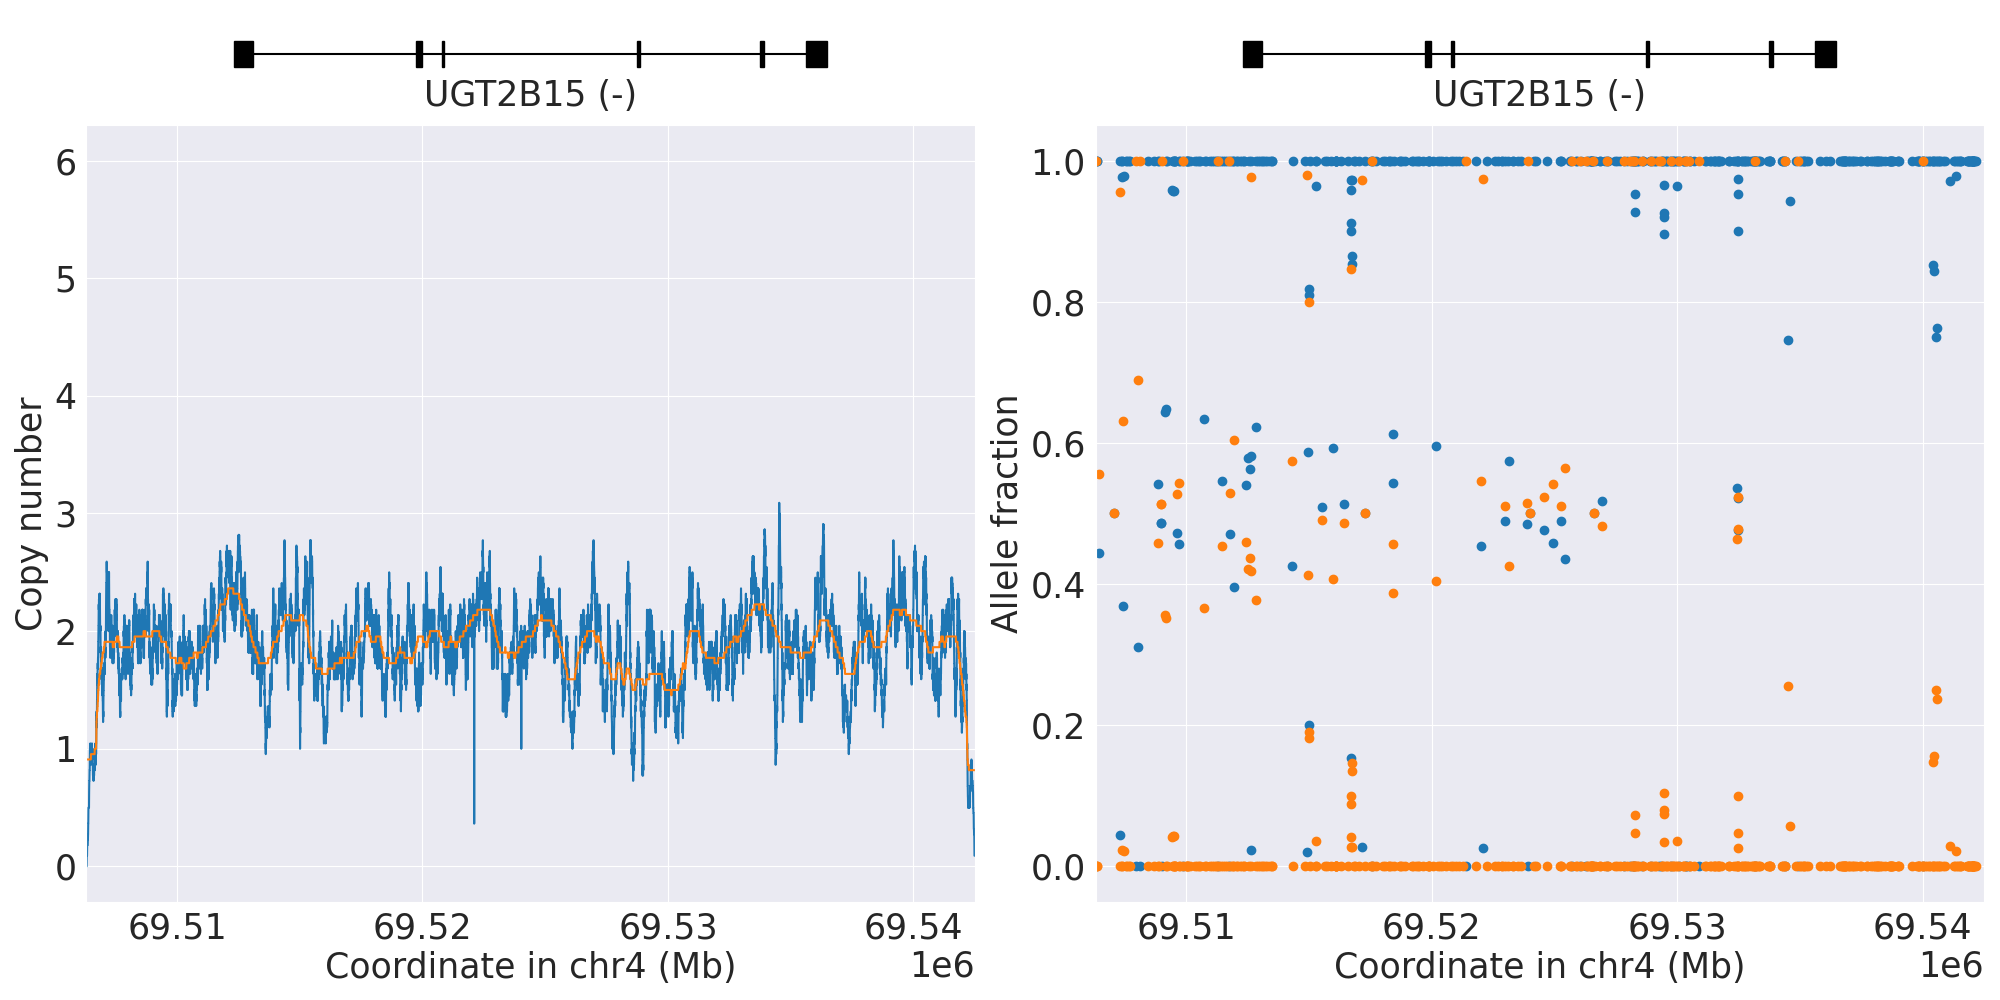 UGT2B15 (-)
UGT2B15 (-)
Copy number
6
5
4
3
2
1
0
69.51 69.52 69.53 69.54
Coordinate in chr4 (Mb)
1e6
Allele fraction
1.0
0.8
0.6
0.4
0.2
0.0
69.51 69.52 69.53 69.54
Coordinate in chr4 (Mb)
1e6